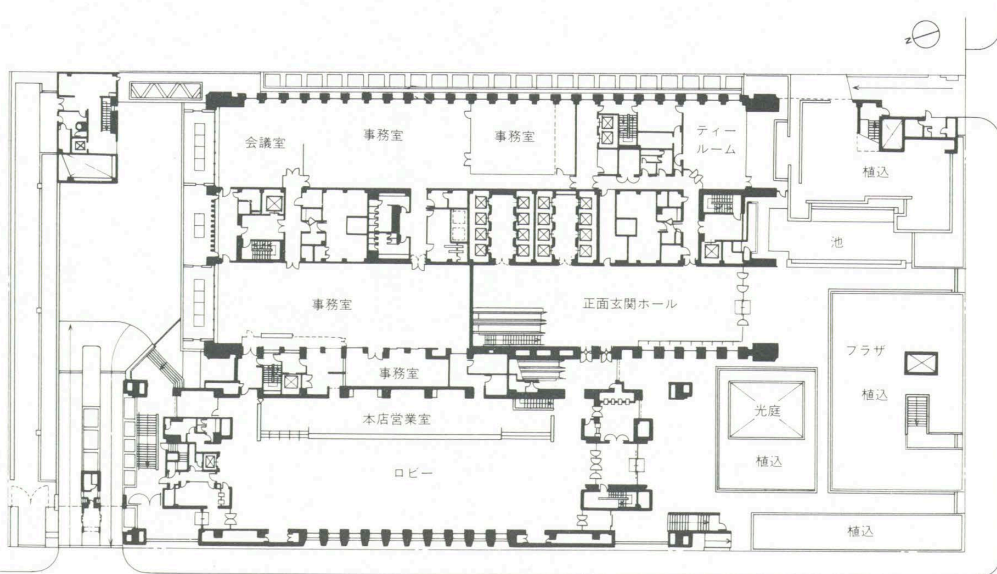 N
会議室
事務室
事務室
ティー
ルーム
植込
池
事務室
正面玄関ホール
プラザ
事務室
植込
光庭
本店営業室
植込
ロビー
植込